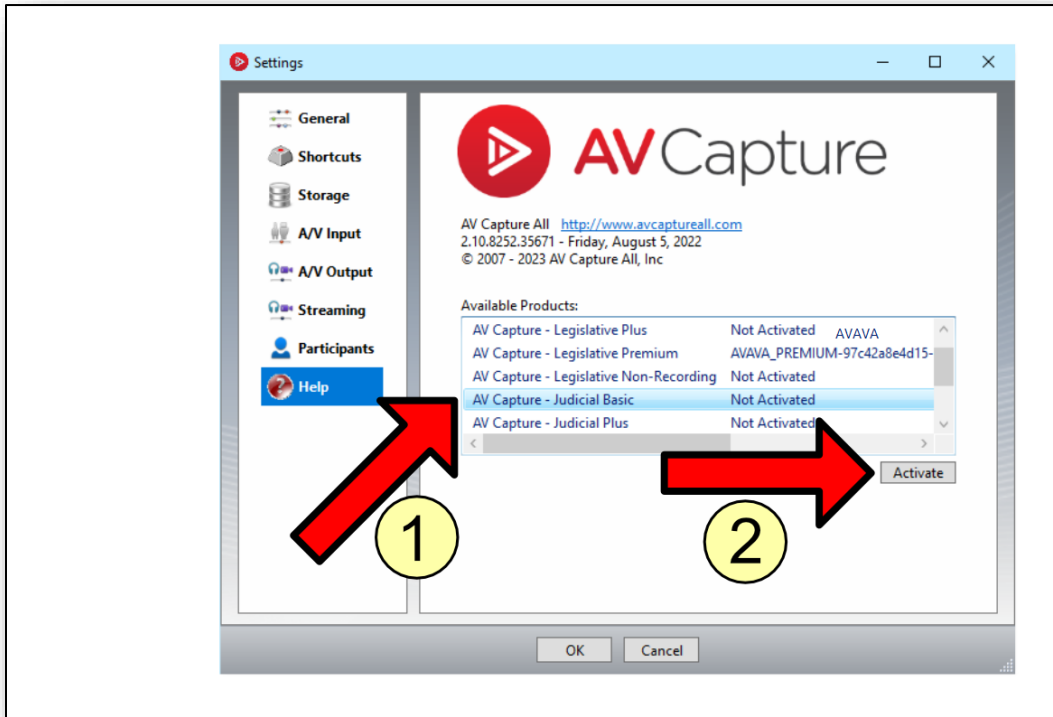 Settings
General
Shortcuts
Storage
A/V Input
A/V Output
Streaming
Participants
Help
AVCapture
AV Capture All http://www.avcaptureall.com
2.10.8252.35671 - Friday, August 5, 2022
© 2007 - 2023 AV Capture All, Inc
Available Products:
AV Capture - Legislative Plus Not Activated AVAVA
AV Capture - Legislative Premium AVAVA_PREMIUM-97c42a8e4d15-
AV Capture - Legislative Non-Recording Not Activated
AV Capture - Judicial Basic Not Activated
AV Capture - Judicial Plus Not Activated
Activate
1
2
OK Cancel